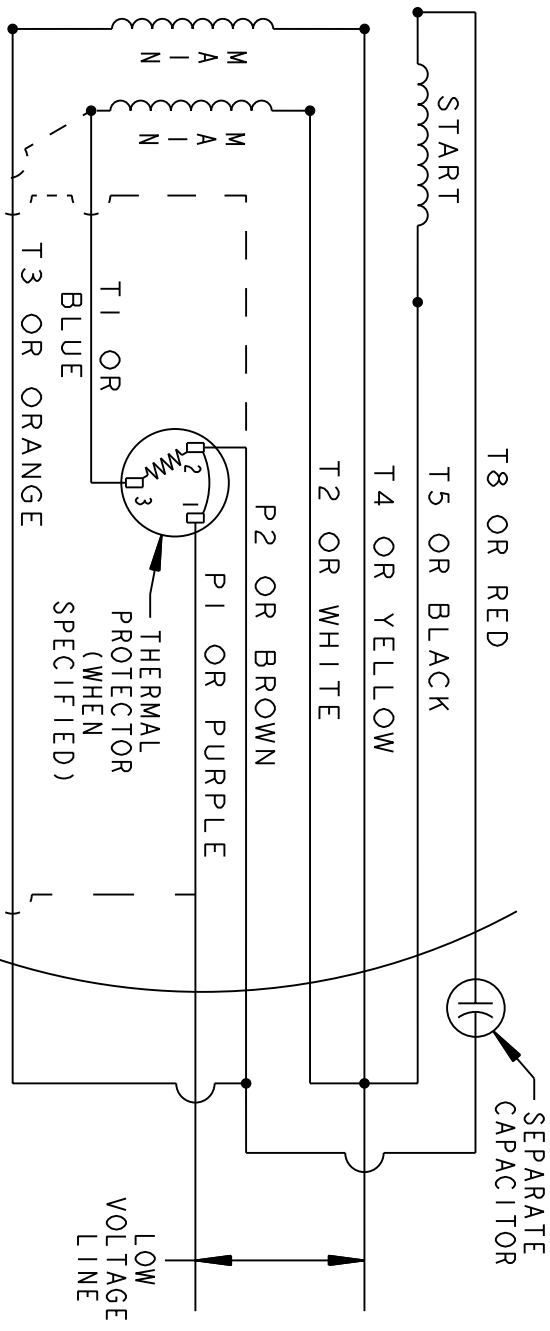 SEPARATE
CAPACITOR
T8 OR RED
START
T5 OR BLACK
T4 OR YELLOW
T2 OR WHITE
MAIN
MAIN
P2 OR BROWN
P1 OR PURPLE
2
1
3
T1 OR
BLUE
THERMAL
PROTECTOR
(WHEN
SPECIFIED)
T3 OR ORANGE
LOW
VOLTAGE
LINE